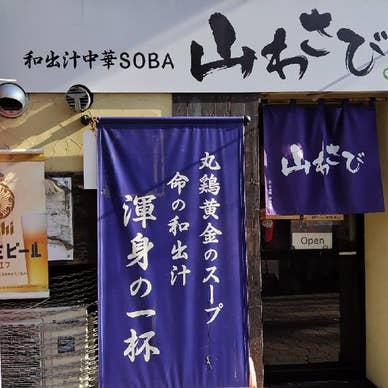 和出汁中華SOBA 山わさび
丸鶏黄金のスープ
命の和出汁
渾身の一杯
山わさび
Open
生ビール